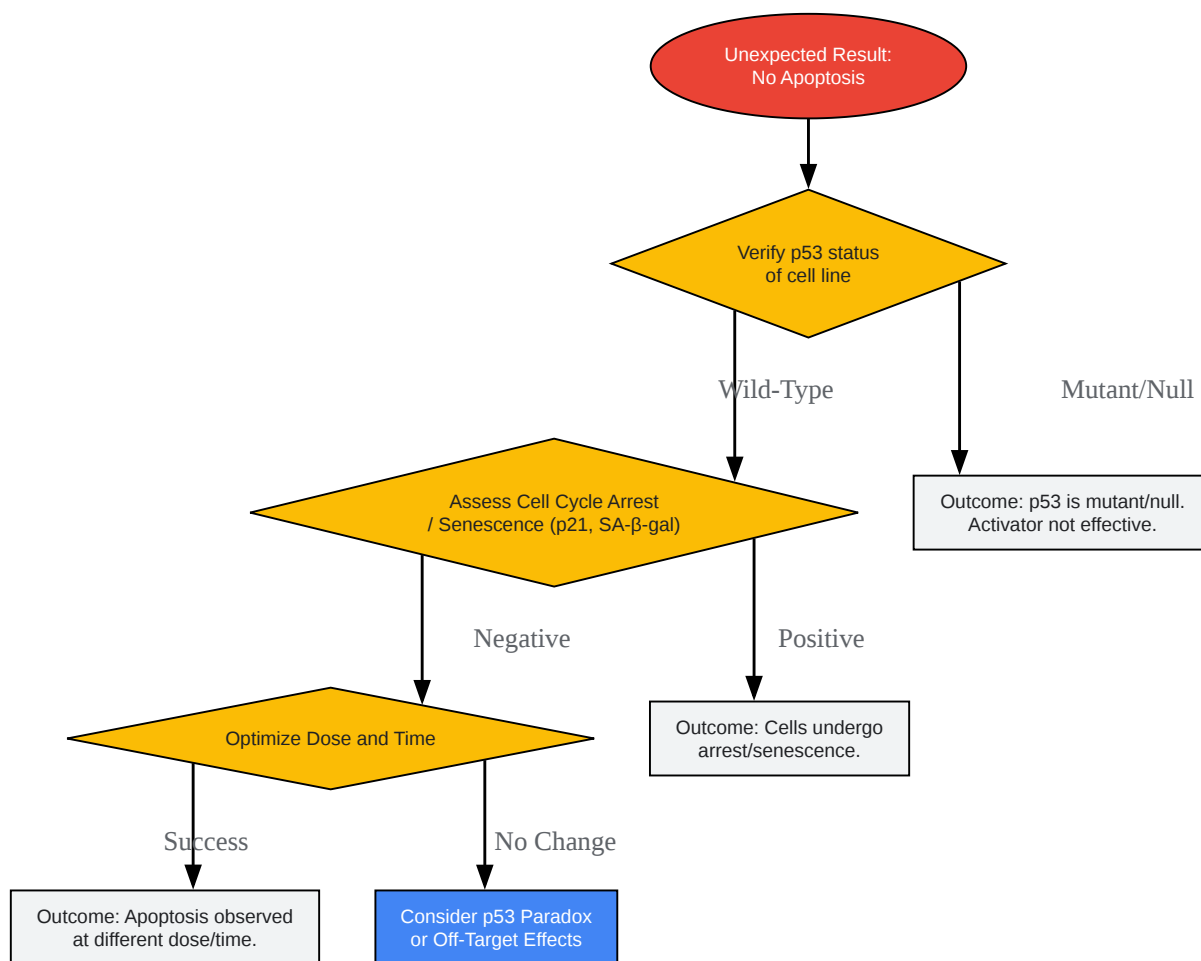 Unexpected Result:
No Apoptosis
Verify p53 status
of cell line
Wild-Type
Mutant/Null
Assess Cell Cycle Arrest
/ Senescence (p21, SA-β-gal)
Outcome: p53 is mutant/null.
Activator not effective.
Negative
Positive
Optimize Dose and Time
Outcome: Cells undergo
arrest/senescence.
Success
No Change
Outcome: Apoptosis observed
at different dose/time.
Consider p53 Paradox
or Off-Target Effects